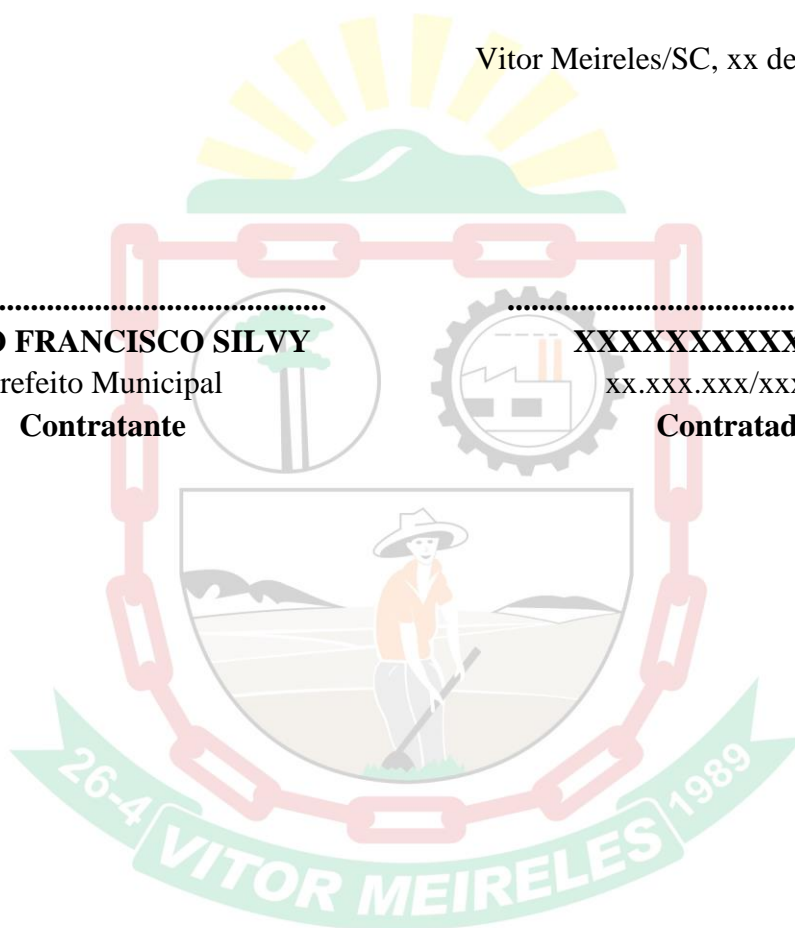 Vitor Meireles/SC, xx de
..........................................
..........................................
FRANCISCO SILVY
XXXXXXXXXX
refeito Municipal
xx.xxx.xxx/xxx
Contratante
Contratad
26-4 VITOR MEIRELES 1989